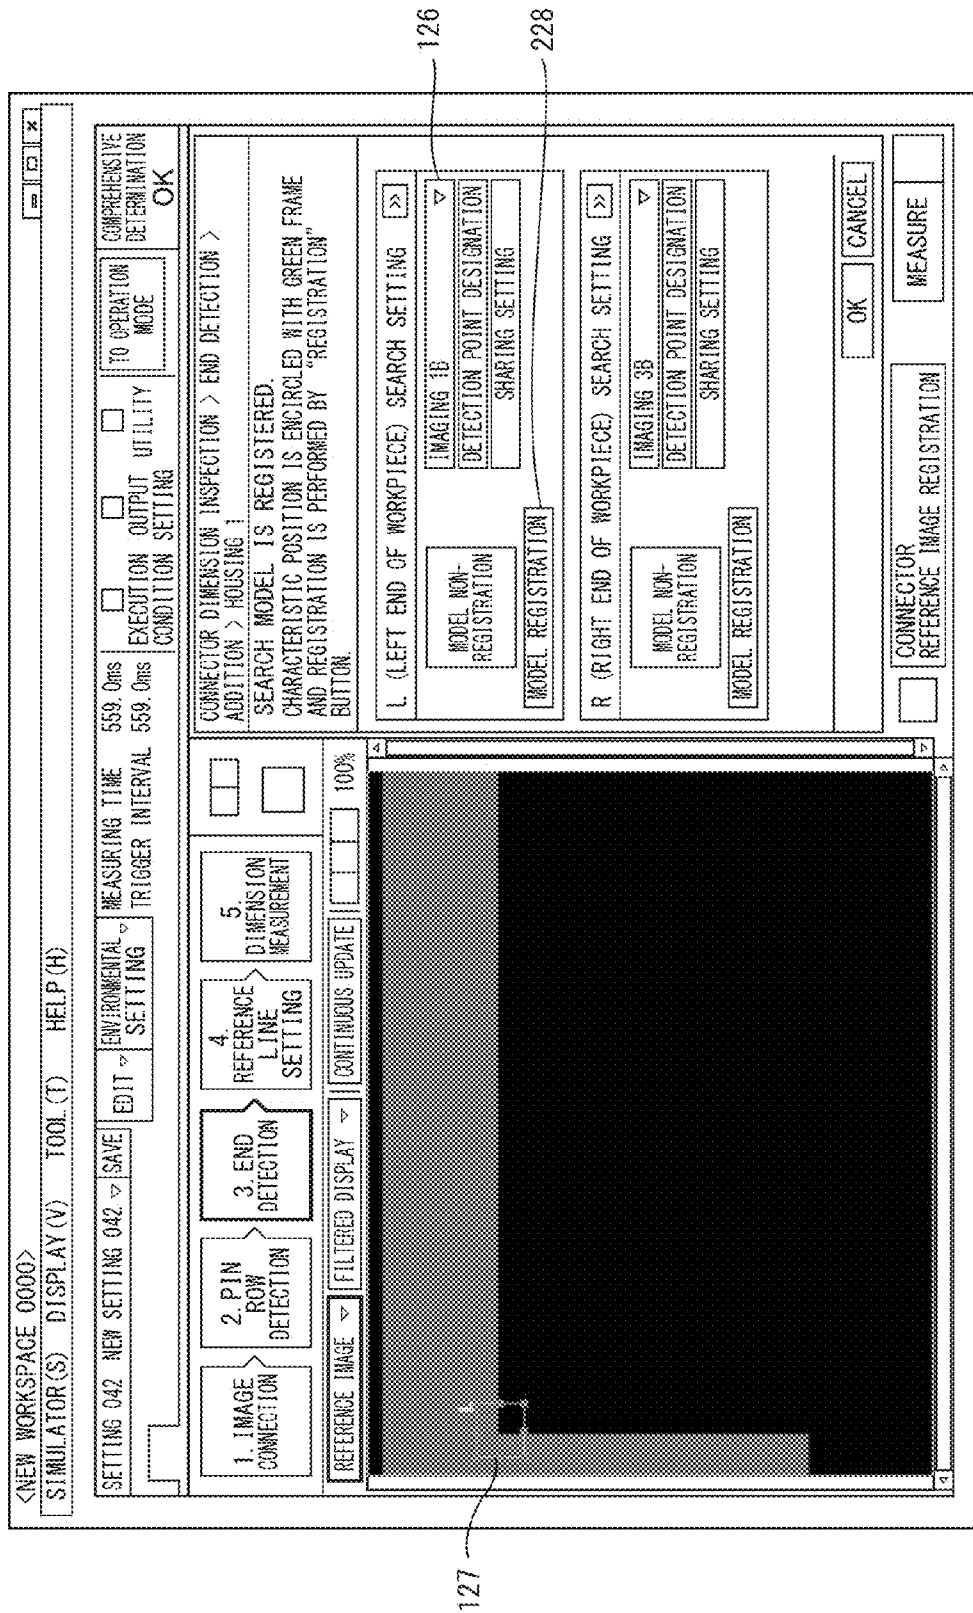 <NEW WORKSPACE 0000>
SIMULATOR(S) DISPLAY(V) TOOL(T) HELP(H)
SETTING 042 NEW SETTING 042 SAVE
EDIT
ENVIRONMENTAL
SETTING
MEASURING TIME 559.0ms
TRIGGER INTERVAL 559.0ms
EXECUTION
CONDITION
OUTPUT
SETTING
UTILITY
TO OPERATION
MODE
COMPREHENSIVE
DETERMINATION
OK
1. IMAGE
CONNECTION
2. PIN
ROW
DETECTION
3. END
DETECTION
4.
REFERENCE
LINE
SETTING
5.
DIMENSION
MEASUREMENT
REFERENCE IMAGE
FILTERED DISPLAY
CONTINUOUS UPDATE
100%
CONNECTOR DIMENSION INSPECTION > END DETECTION >
ADDITION > HOUSING 1
SEARCH MODEL IS REGISTERED.
CHARACTERISTIC POSITION IS ENCIRCLED WITH GREEN FRAME
AND REGISTRATION IS PERFORMED BY "REGISTRATION"
BUTTON.
L (LEFT END OF WORKPIECE) SEARCH SETTING >>
MODEL NON-
REGISTRATION
MODEL REGISTRATION
IMAGING 1B
DETECTION POINT DESIGNATION
SHARING SETTING
R (RIGHT END OF WORKPIECE) SEARCH SETTING >>
MODEL NON-
REGISTRATION
MODEL REGISTRATION
IMAGING 3B
DETECTION POINT DESIGNATION
SHARING SETTING
OK CANCEL
CONNECTOR
REFERENCE IMAGE REGISTRATION
MEASURE
126
228
127